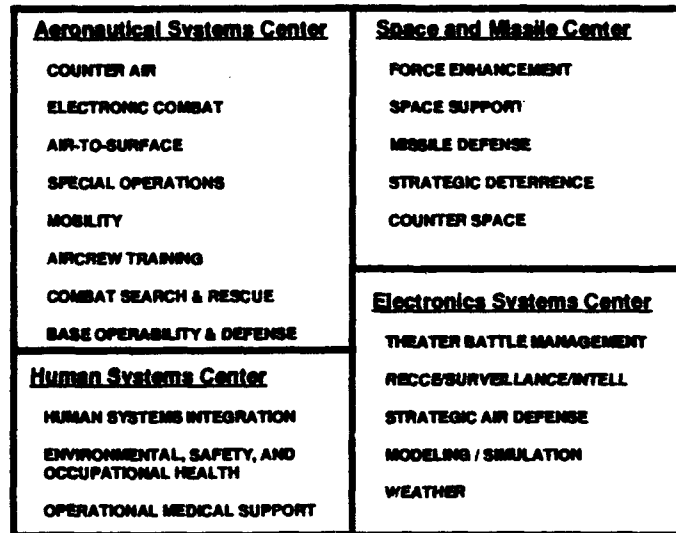 Aeronautical Systems Center
COUNTER AIR
ELECTRONIC COMBAT
AIR-TO-SURFACE
SPECIAL OPERATIONS
MOBILITY
AIRCREW TRAINING
COMBAT SEARCH & RESCUE
BASE OPERABILITY & DEFENSE
Human Systems Center
HUMAN SYSTEMS INTEGRATION
ENVIRONMENTAL, SAFETY, AND
OCCUPATIONAL HEALTH
OPERATIONAL MEDICAL SUPPORT
Space and Missile Center
FORCE ENHANCEMENT
SPACE SUPPORT
MISSILE DEFENSE
STRATEGIC DETERRENCE
COUNTER SPACE
Electronics Systems Center
THEATER BATTLE MANAGEMENT
RECCE/SURVEILLANCE/INTELL
STRATEGIC AIR DEFENSE
MODELING / SIMULATION
WEATHER